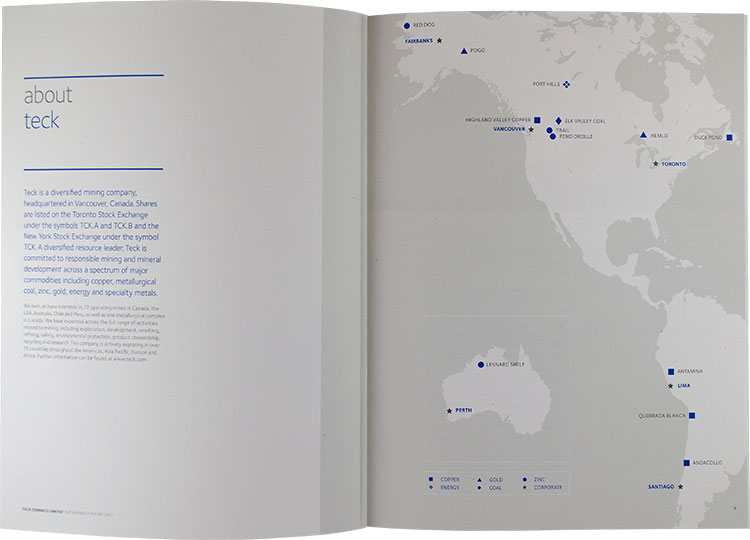 about
teck
Teck is a diversified mining company,
headquartered in Vancouver, Canada. Shares
are listed on the Toronto Stock Exchange
under the symbols TCK.A and TCK.B and the
New York Stock Exchange under the symbol
TCK. A diversified resource leader, Teck is
committed to responsible mining and mineral
development across a spectrum of major
commodities including copper, metallurgical
coal, zinc, gold, energy and specialty metals.
We own, or have interests in, 17 operating mines in Canada, the
USA, Australia, Chile and Peru, as well as one metallurgical complex
in Canada. We have expertise across the full range of activities
related to mining, including exploration, development, smelting,
refining, safety, environmental protection, product stewardship,
recycling and research. The company is actively exploring in over
15 countries throughout the Americas, Asia Pacific, Europe and
Africa. Further information can be found at www.teck.com.
TECK COMINCO LIMITED SUSTAINABILITY REPORT
RED DOG
FAIRBANKS
POGO
FORT HILLS
HIGHLAND VALLEY COPPER
ELK VALLEY COAL
VANCOUVER
TRAIL
PEND OREILLE
HEMLO
DUCK POND
TORONTO
LENNARD SHELF
PERTH
ANTAMINA
LIMA
QUEBRADA BLANCA
ANDACOLLO
SANTIAGO
COPPER GOLD ZINC
ENERGY COAL CORPORATE